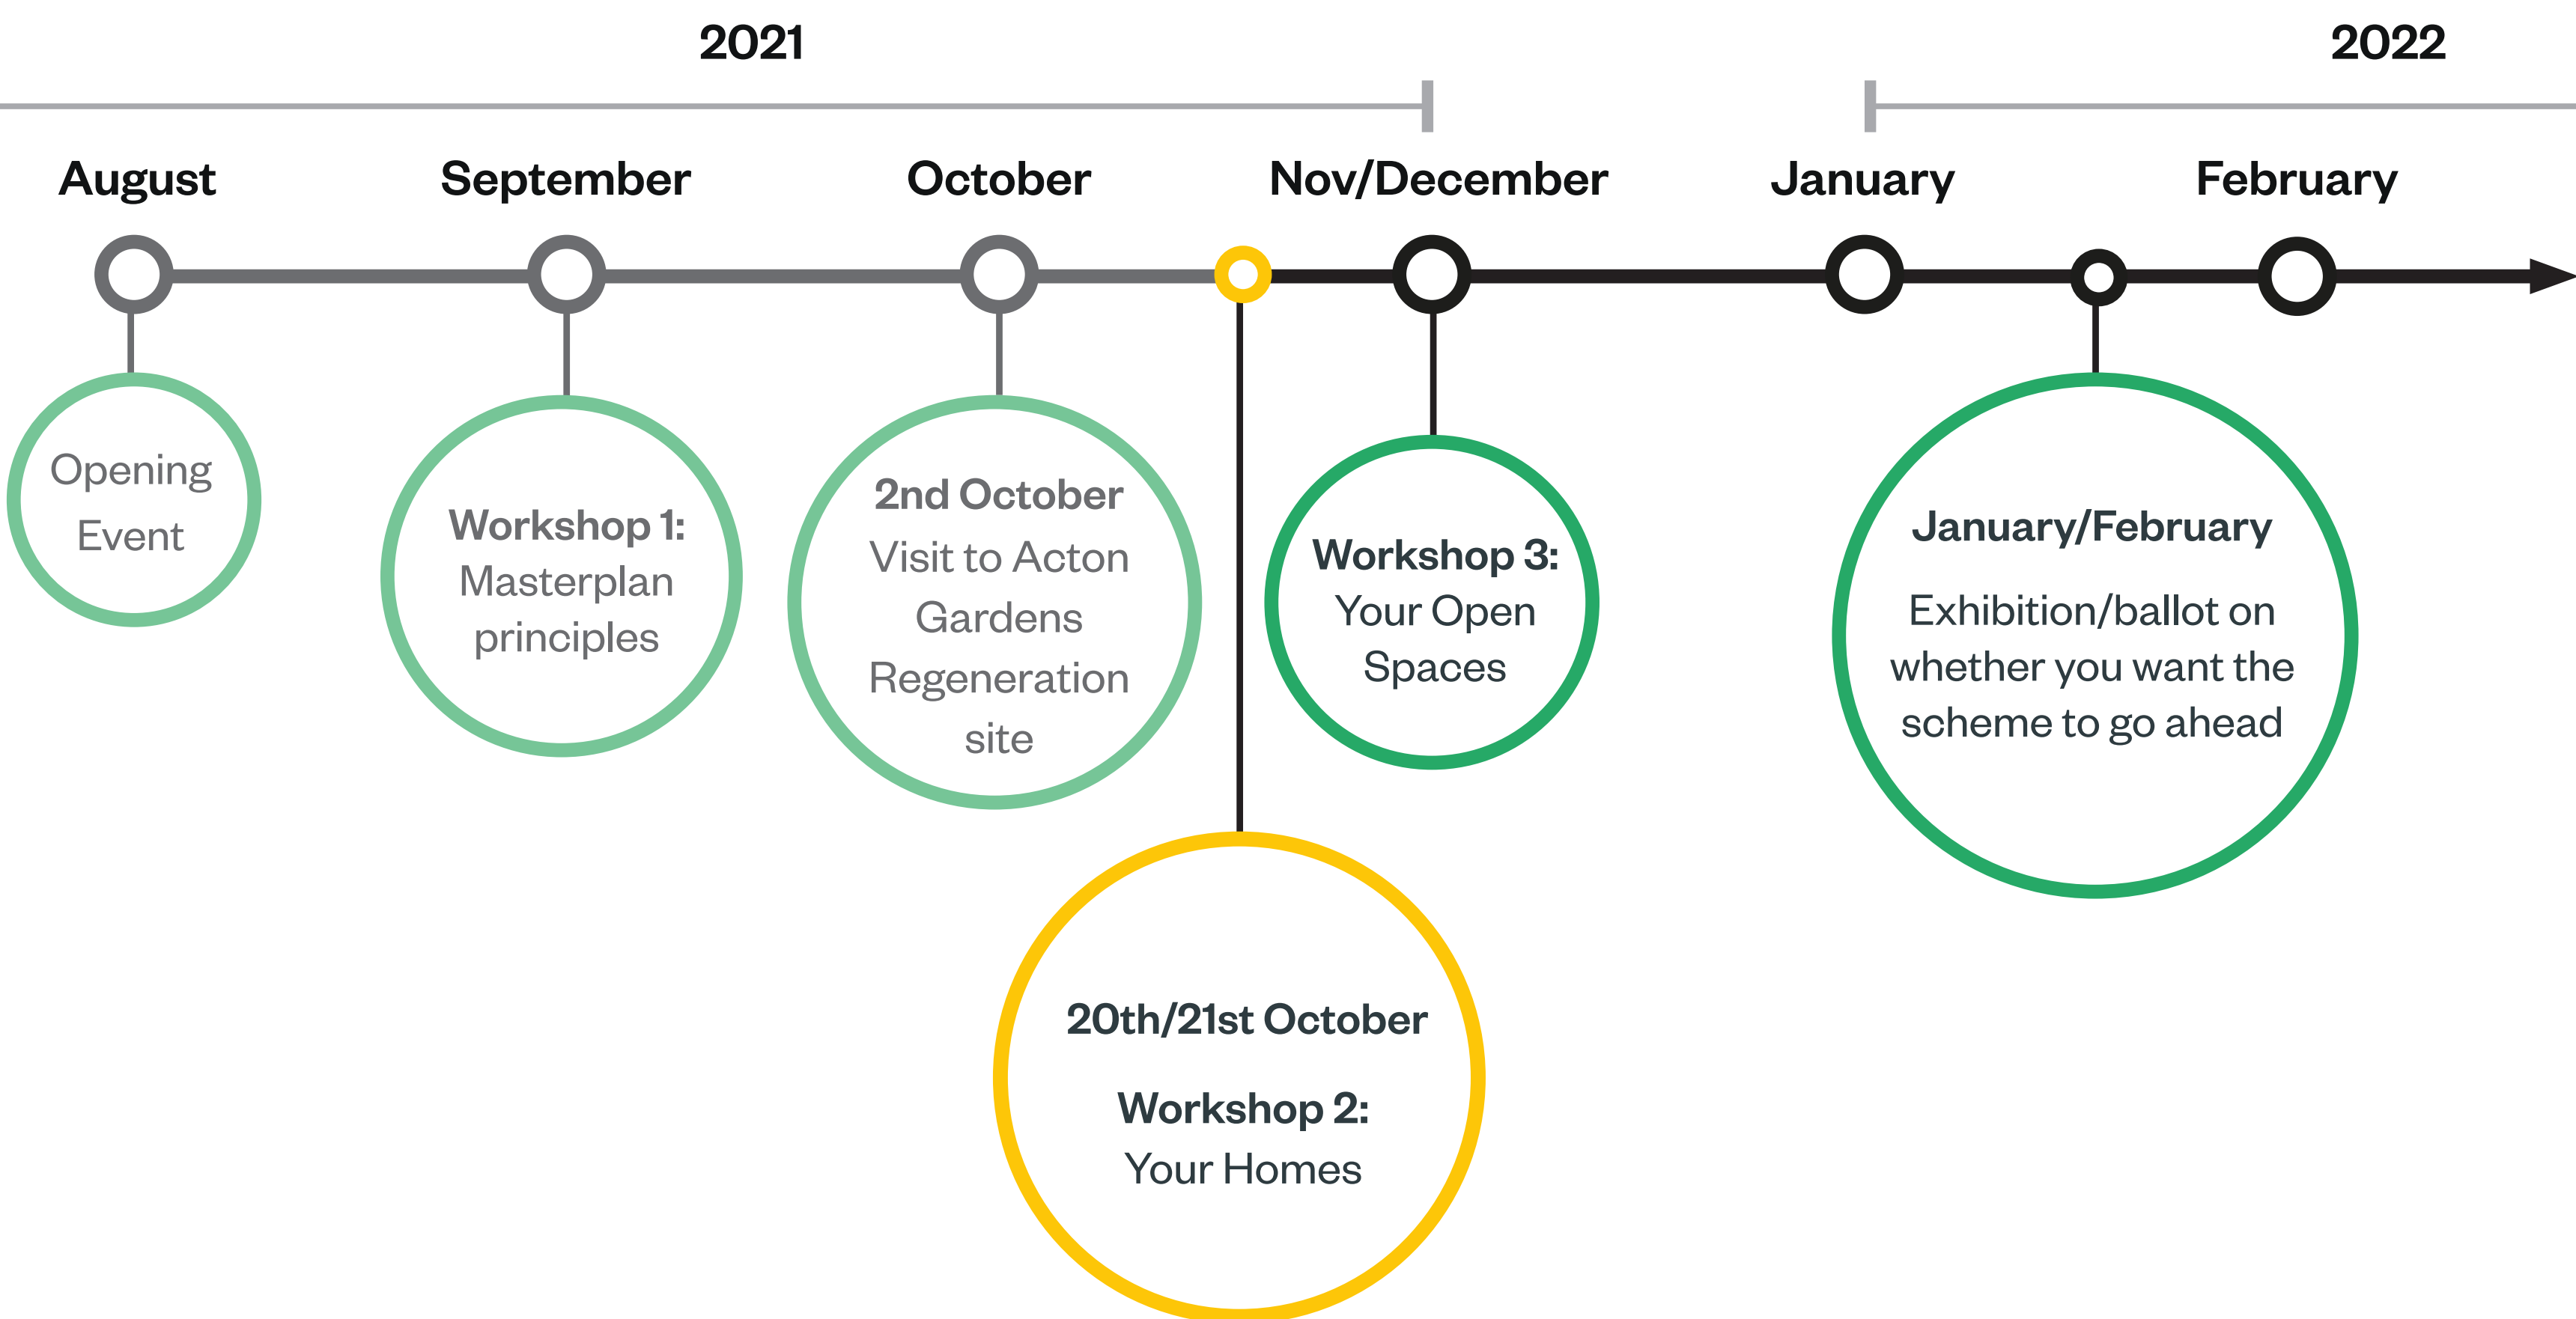 2021
2022
August
September
October
Nov/December
January
February
Opening
Event
Workshop 1:
Masterplan
principles
2nd October
Visit to Acton
Gardens
Regeneration
site
20th/21st October
Workshop 2:
Your Homes
Workshop 3:
Your Open
Spaces
January/February
Exhibition/ballot on
whether you want the
scheme to go ahead